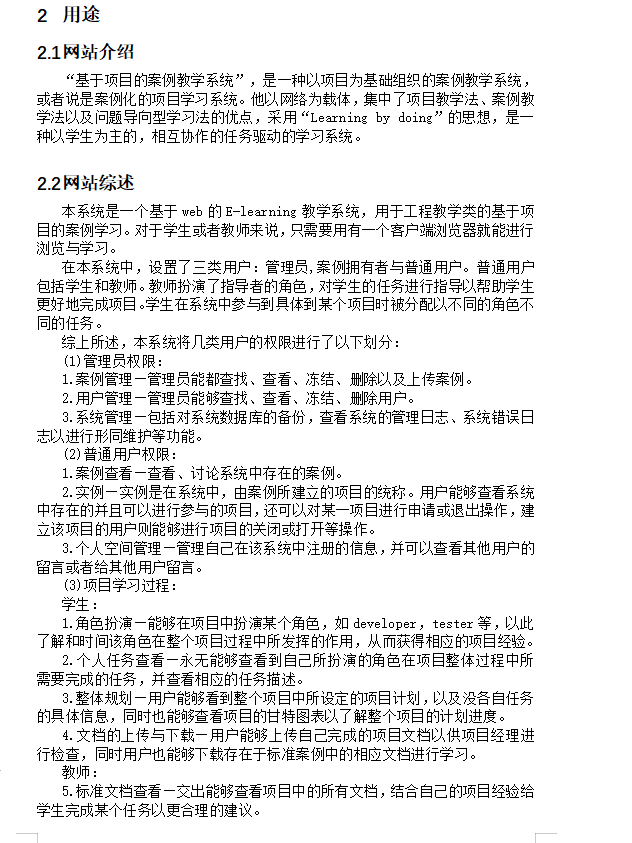 2 用途
2.1网站介绍
“基于项目的案例教学系统”，是一种以项目为基础组织的案例教学系统，
或者说是案例化的项目学习系统。他以网络为载体，集中了项目教学法、案例教
学法以及问题导向型学习法的优点，采用“Learning by doing”的思想，是一
种以学生为主的，相互协作的任务驱动的学习系统。
2.2网站综述
本系统是一个基于 web 的 E-learning 教学系统，用于工程教学类的基于项
目的案例学习。对于学生或者教师来说，只需要用有一个客户端浏览器就能进行
浏览与学习。
在本系统中，设置了三类用户：管理员,案例拥有者与普通用户。普通用户
包括学生和教师。教师扮演了指导者的角色，对学生的任务进行指导以帮助学生
更好地完成项目。学生在系统中参与到具体到某个项目时被分配以不同的角色不
同的任务。
综上所述，本系统将几类用户的权限进行了以下划分：
(1)管理员权限：
1.案例管理—管理员能都查找、查看、冻结、删除以及上传案例。
2.用户管理—管理员能够查找、查看、冻结、删除用户。
3.系统管理—包括对系统数据库的备份，查看系统的管理日志、系统错误日
志以进行形同维护等功能。
(2)普通用户权限：
1.案例查看—查看、讨论系统中存在的案例。
2.实例—实例是在系统中，由案例所建立的项目的统称。用户能够查看系统
中存在的并且可以进行参与的项目，还可以对某一项目进行申请或退出操作，建
立该项目的用户则能够进行项目的关闭或打开等操作。
3.个人空间管理—管理自己在该系统中注册的信息，并可以查看其他用户的
留言或者给其他用户留言。
(3)项目学习过程：
学生：
1.角色扮演—能够在项目中扮演某个角色，如 developer，tester 等，以此
了解和时间该角色在整个项目过程中所发挥的作用，从而获得相应的项目经验。
2.个人任务查看—永无能够查看到自己所扮演的角色在项目整体过程中所
需要完成的任务，并查看相应的任务描述。
3.整体规划—用户能够看到整个项目中所设定的项目计划，以及没各自任务
的具体信息，同时也能够查看项目的甘特图表以了解整个项目的计划进度。
4.文档的上传与下载—用户能够上传自己完成的项目文档以供项目经理进
行检查，同时用户也能够下载存在于标准案例中的相应文档进行学习。
教师：
5.标准文档查看—交出能够查看项目中的所有文档，结合自己的项目经验给
学生完成某个任务以更合理的建议。